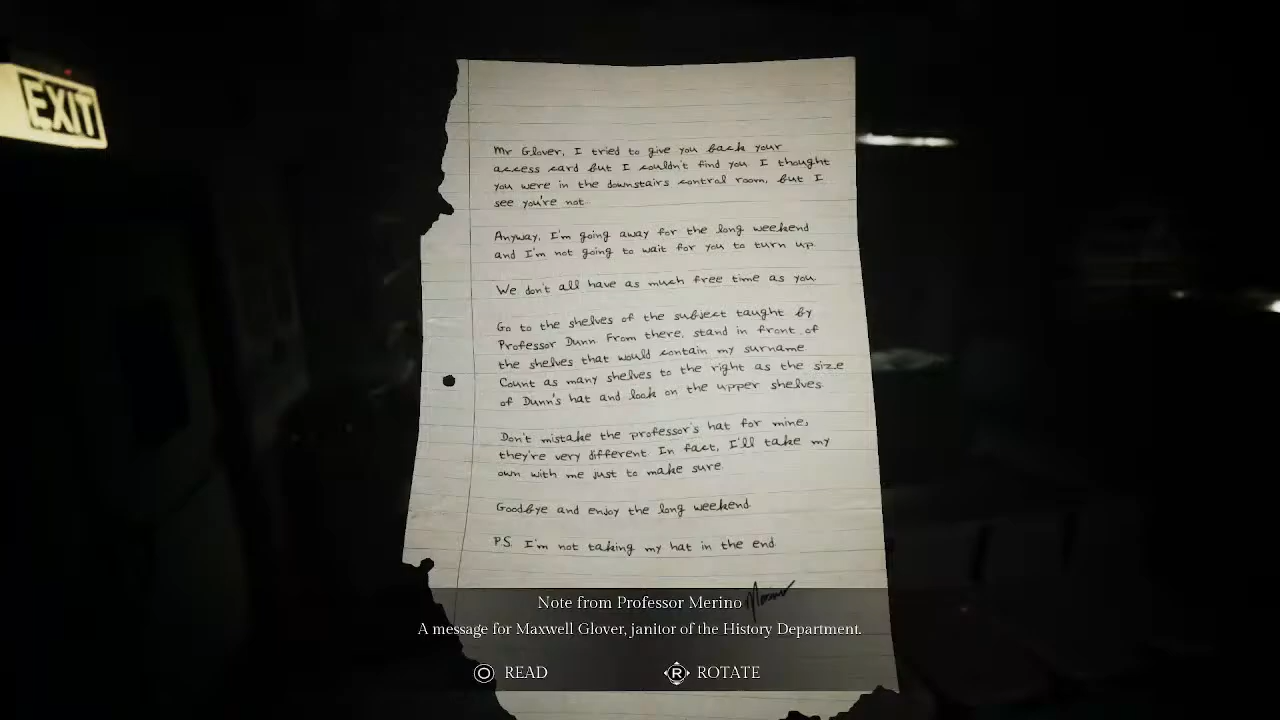 EXIT
Mr Glover, I tried to give you back your
access card but I couldn't find you. I thought
you were in the downstairs control room, but I
see you're not.
Anyway, I'm going away for the long weekend
and I'm not going to wait for you to turn up.
We don't all have as much free time as you.
Go to the shelves of the subject taught by
Professor Dunn. From there, stand in front of
the shelves that would contain my surname.
Count as many shelves to the right as the size
of Dunn's hat and look on the upper shelves.
Don't mistake the professor's hat for mine,
they're very different. In fact, I'll take my
own with me just to make sure.
Goodbye and enjoy the long weekend.
PS. I'm not taking my hat in the end.
Merino
Note from Professor Merino
A message for Maxwell Glover, janitor of the History Department.
READ
R ROTATE